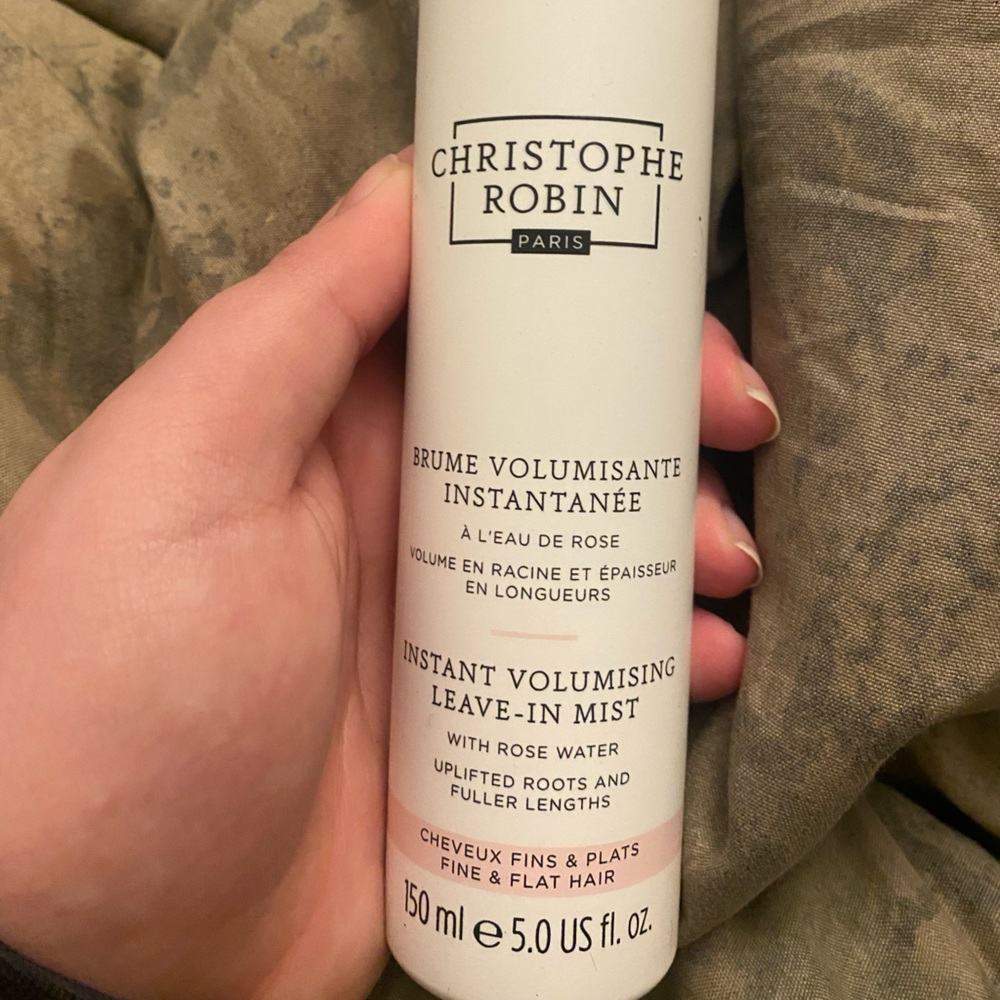 CHRISTOPHE
ROBIN
PARIS
BRUME VOLUMISANTE
INSTANTANÉE
À L'EAU DE ROSE
VOLUME EN RACINE ET ÉPAISSEUR
EN LONGUEURS
INSTANT VOLUMISING
LEAVE-IN MIST
WITH ROSE WATER
UPLIFTED ROOTS AND
FULLER LENGTHS
CHEVEUX FINS & PLATS
FINE & FLAT HAIR
150 ml e 5.0 US fl. oz.